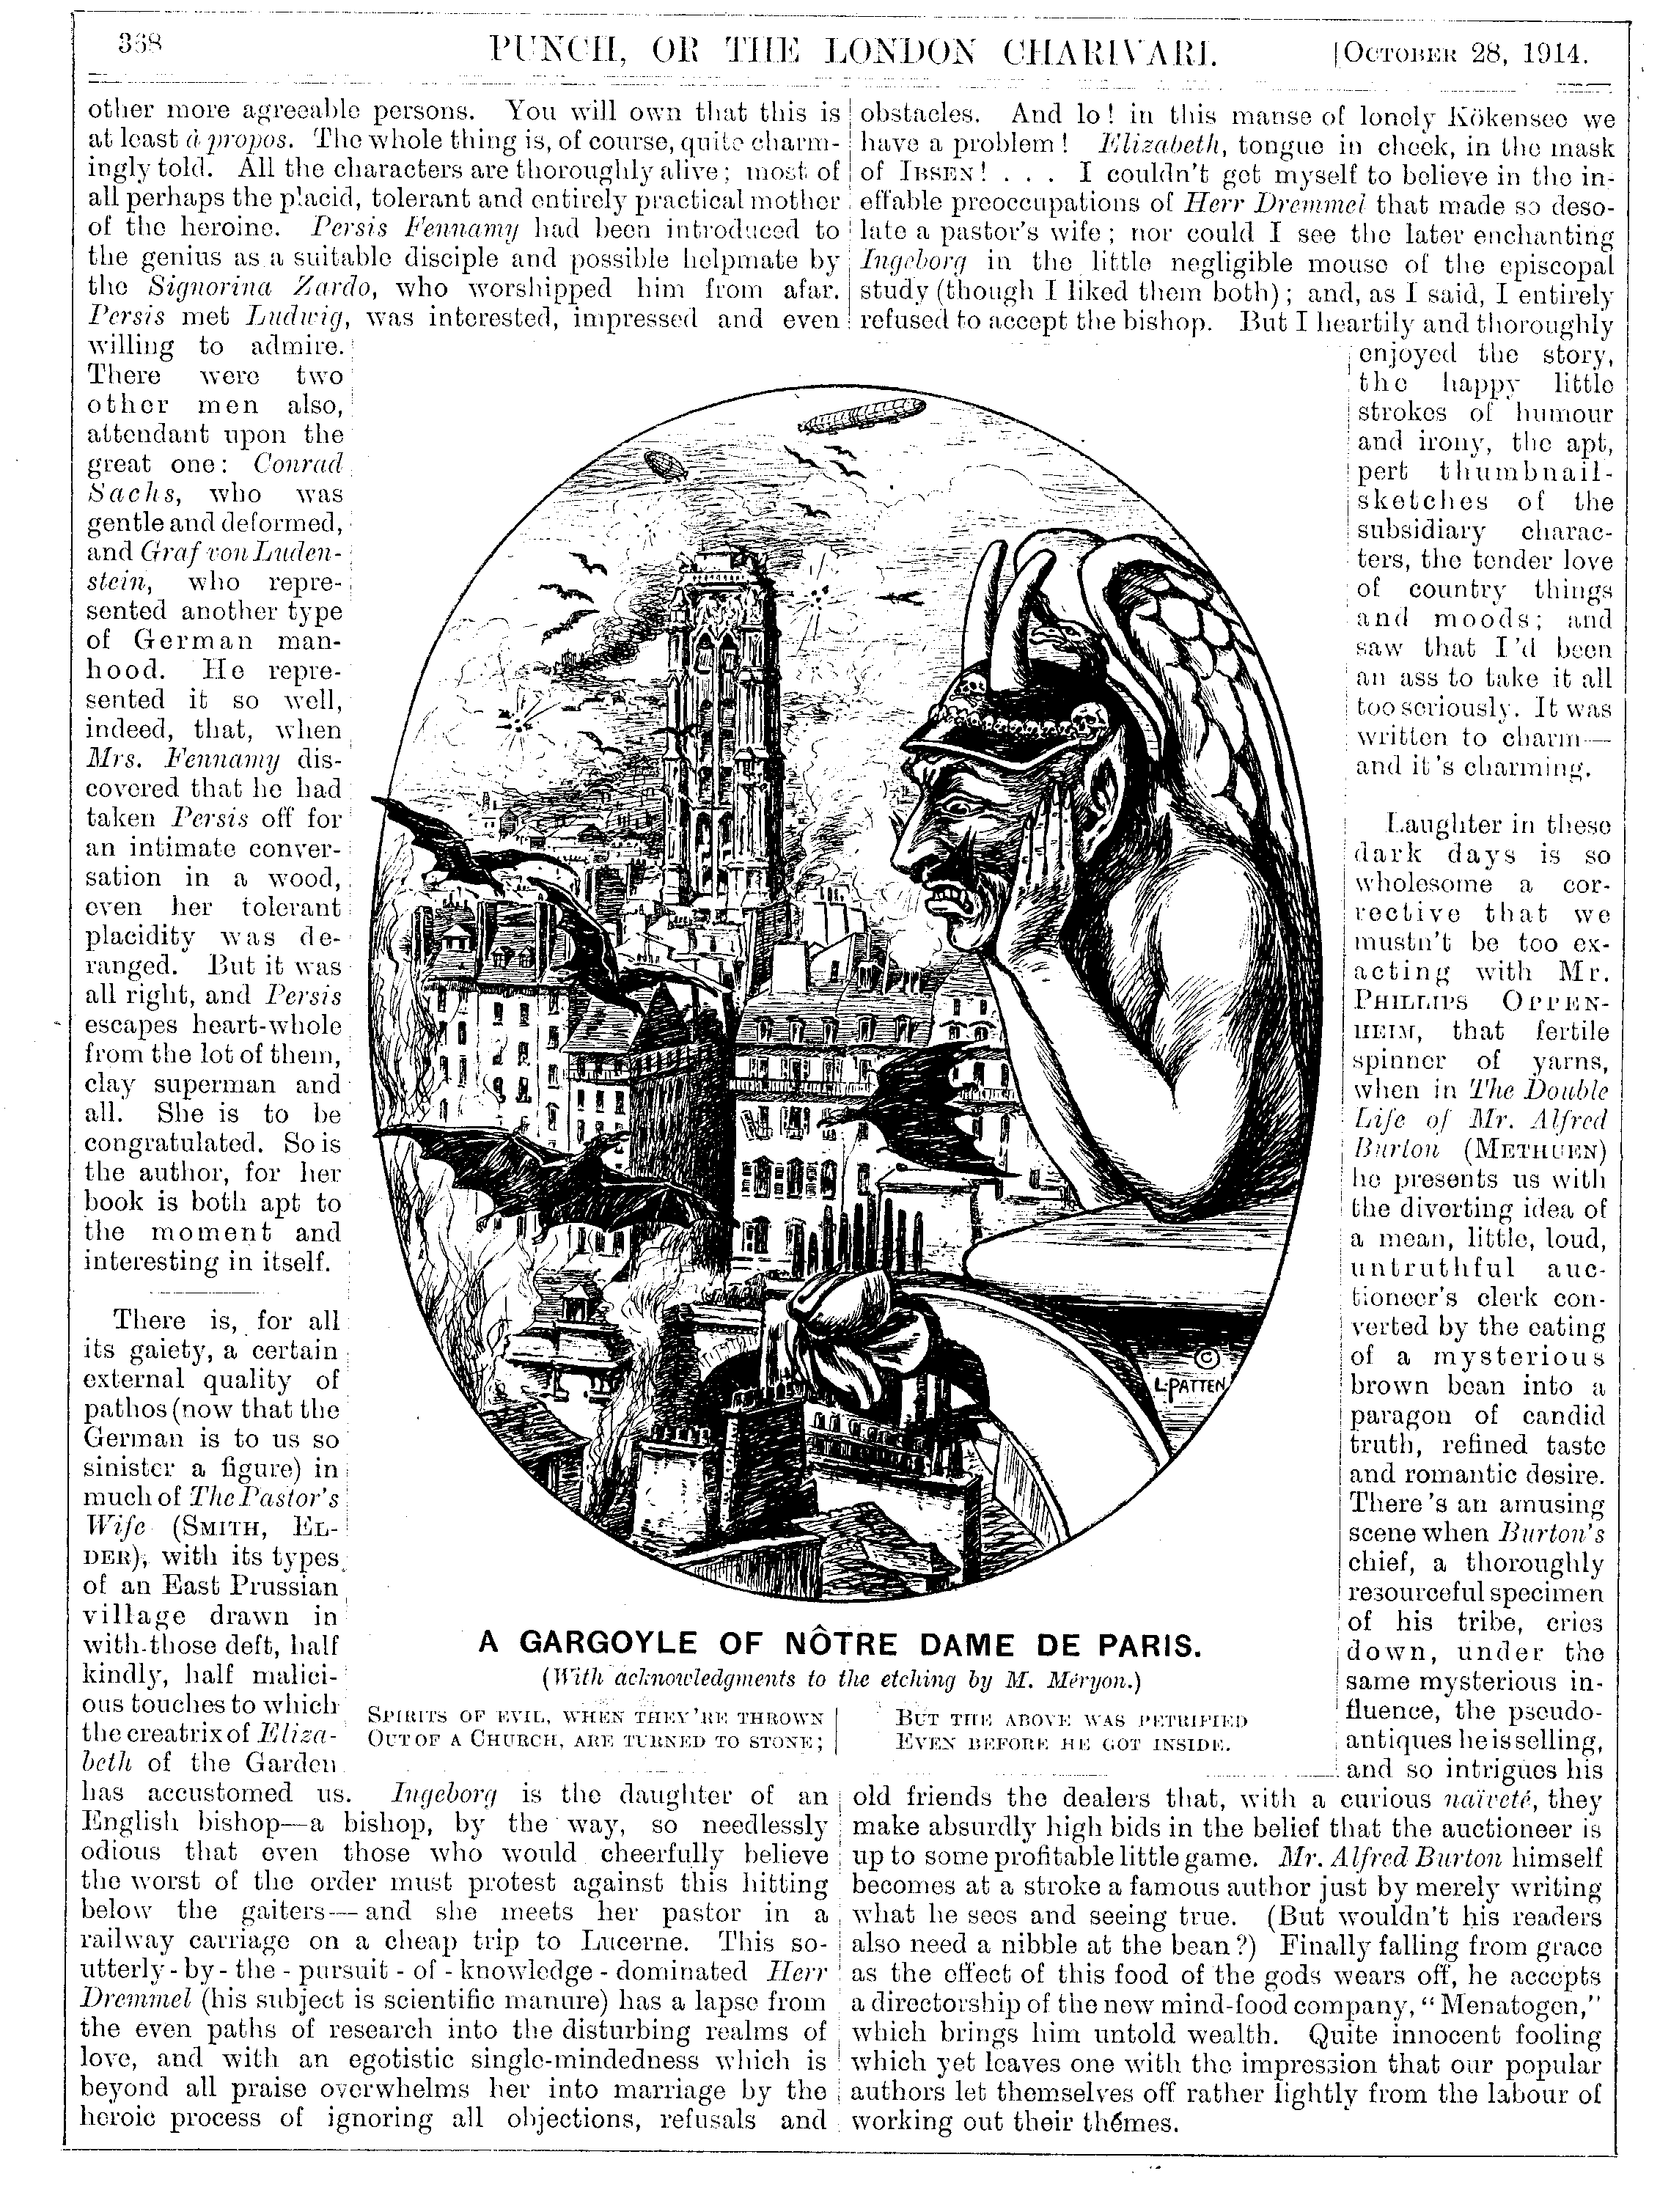 368
PUNCH, OR THE LONDON CHARIVARI.
[OCTOBER 28, 1914.
other more agreeable persons. You will own that this is
at least à propos. The whole thing is, of course, quite charm-
ingly told. All the characters are thoroughly alive; most of
all perhaps the placid, tolerant and entirely practical mother
of the heroine. Persis Fennamy had been introduced to
the genius as a suitable disciple and possible helpmate by
the Signorina Zardo, who worshipped him from afar.
Persis met Ludwig, was interested, impressed and even
willing to admire.
There were two
other men also,
attendant upon the
great one: Conrad
Sachs, who was
gentle and deformed,
and Graf von Luden-
stein, who repre-
sented another type
of German man-
hood. He repre-
sented it so well,
indeed, that, when
Mrs. Fennamy dis-
covered that he had
taken Persis off for
an intimate conver-
sation in a wood,
even her tolerant
placidity was de-
ranged. But it was
all right, and Persis
escapes heart-whole
from the lot of them,
clay superman and
all. She is to be
congratulated. So is
the author, for her
book is both apt to
the moment and
interesting in itself.
There is, for all
its gaiety, a certain
external quality of
pathos (now that the
German is to us so
sinister a figure) in
much of The Pastor's
Wife (SMITH, EL-
DER), with its types
of an East Prussian
village drawn in
with-those deft, half
kindly, half malici-
ous touches to which
the creatrix of Eliza-
beth of the Garden
has accustomed us. Ingeborg is the daughter of an
English bishop—a bishop, by the way, so needlessly
odious that even those who would cheerfully believe
the worst of the order must protest against this hitting
below the gaiters—and she meets her pastor in a
railway carriage on a cheap trip to Lucerne. This so-
utterly-by-the-pursuit-of-knowledge-dominated Herr
Dremmel (his subject is scientific manure) has a lapse from
the even paths of research into the disturbing realms of
love, and with an egotistic single-mindedness which is
beyond all praise overwhelms her into marriage by the
heroic process of ignoring all objections, refusals and
obstacles. And lo! in this manse of lonely Kökensee we
have a problem! Elizabeth, tongue in cheek, in the mask
of IBSEN! . . . I couldn't get myself to believe in the in-
effable preoccupations of Herr Dremmel that made so deso-
late a pastor's wife; nor could I see the later enchanting
Ingeborg in the little negligible mouse of the episcopal
study (though I liked them both); and, as I said, I entirely
refused to accept the bishop. But I heartily and thoroughly
enjoyed the story,
the happy little
strokes of humour
and irony, the apt,
pert thumbnail-
sketches of the
subsidiary charac-
ters, the tender love
of country things
and moods; and
saw that I'd been
an ass to take it all
too seriously. It was
written to charm—
and it's charming.
Laughter in these
dark days is so
wholesome a cor-
rective that we
mustn't be too ex-
acting with Mr.
PHILLIPS OPPEN-
HEIM, that fertile
spinner of yarns,
when in The Double
Life of Mr. Alfred
Burton (METHUEN)
he presents us with
the diverting idea of
a mean, little, loud,
untruthful auc-
tioneer's clerk con-
verted by the eating
of a mysterious
brown bean into a
paragon of candid
truth, refined taste
and romantic desire.
There's an amusing
scene when Burton's
chief, a thoroughly
resourceful specimen
of his tribe, cries
down, under the
same mysterious in-
fluence, the pseudo-
antiques he is selling,
and so intrigues his
old friends the dealers that, with a curious naïveté, they
make absurdly high bids in the belief that the auctioneer is
up to some profitable little game. Mr. Alfred Burton himself
becomes at a stroke a famous author just by merely writing
what he sees and seeing true. (But wouldn't his readers
also need a nibble at the bean?) Finally falling from grace
as the effect of this food of the gods wears off, he accepts
a directorship of the new mind-food company, "Menatogen,"
which brings him untold wealth. Quite innocent fooling
which yet leaves one with the impression that our popular
authors let themselves off rather lightly from the labour of
working out their thémes.
©
L. PATTEN
A GARGOYLE OF NÔTRE DAME DE PARIS.
(With acknowledgments to the etching by M. Méryon.)
SPIRITS OF EVIL, WHEN THEY'RE THROWN
OUT OF A CHURCH, ARE TURNED TO STONE;
BUT THE ABOVE WAS PETRIFIED
EVEN BEFORE HE GOT INSIDE.